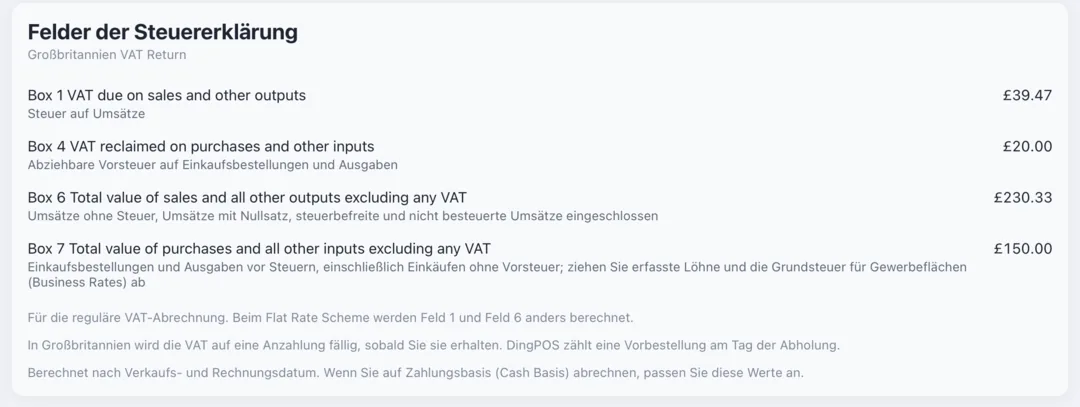 Felder der Steuererklärung
Großbritannien VAT Return
Box 1 VAT due on sales and other outputs £39.47
Steuer auf Umsätze
Box 4 VAT reclaimed on purchases and other inputs £20.00
Abziehbare Vorsteuer auf Einkaufsbestellungen und Ausgaben
Box 6 Total value of sales and all other outputs excluding any VAT £230.33
Umsätze ohne Steuer, Umsätze mit Nullsatz, steuerbefreite und nicht besteuerte Umsätze eingeschlossen
Box 7 Total value of purchases and all other inputs excluding any VAT £150.00
Einkaufsbestellungen und Ausgaben vor Steuern, einschließlich Einkäufen ohne Vorsteuer; ziehen Sie erfasste Löhne und die Grundsteuer für Gewerbeflächen
(Business Rates) ab
Für die reguläre VAT-Abrechnung. Beim Flat Rate Scheme werden Feld 1 und Feld 6 anders berechnet.
In Großbritannien wird die VAT auf eine Anzahlung fällig, sobald Sie sie erhalten. DingPOS zählt eine Vorbestellung am Tag der Abholung.
Berechnet nach Verkaufs- und Rechnungsdatum. Wenn Sie auf Zahlungsbasis (Cash Basis) abrechnen, passen Sie diese Werte an.